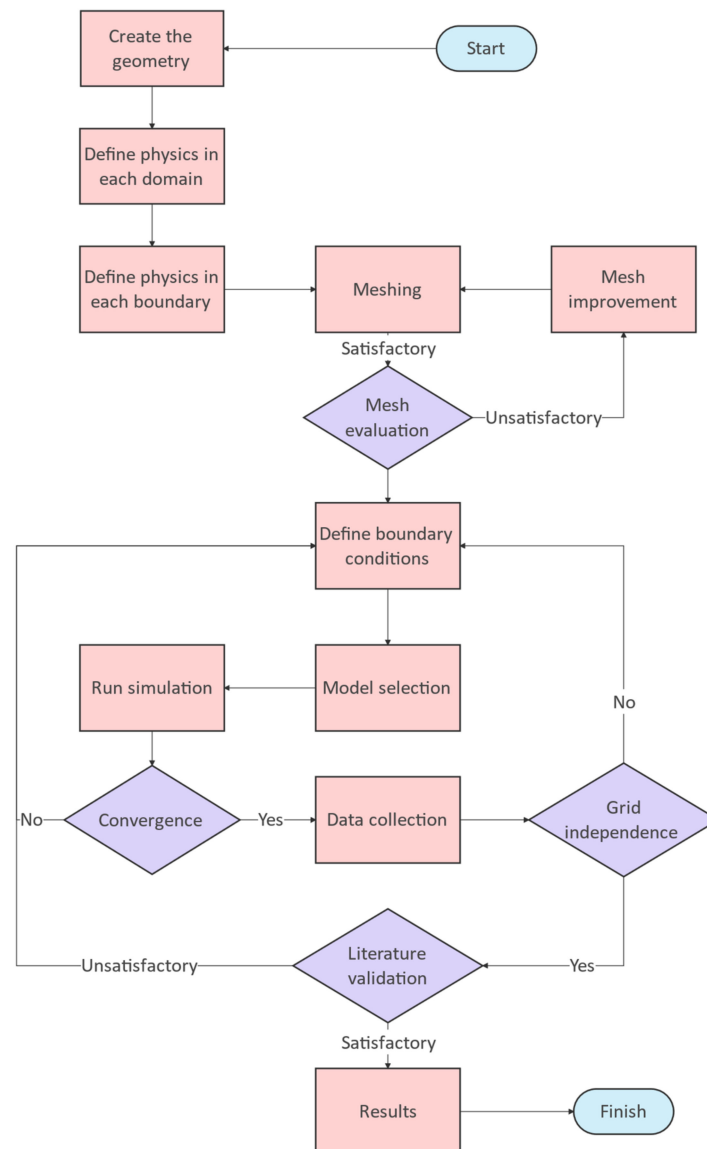 Create the
geometry
Start
Define physics in
each domain
Define physics in
each boundary
Meshing
Mesh
improvement
Satisfactory
Mesh
evaluation
Unsatisfactory
Define boundary
conditions
Run simulation
Model selection
No
No
Convergence
Yes
Data collection
Grid
independence
Unsatisfactory
Literature
validation
Yes
Satisfactory
Results
Finish